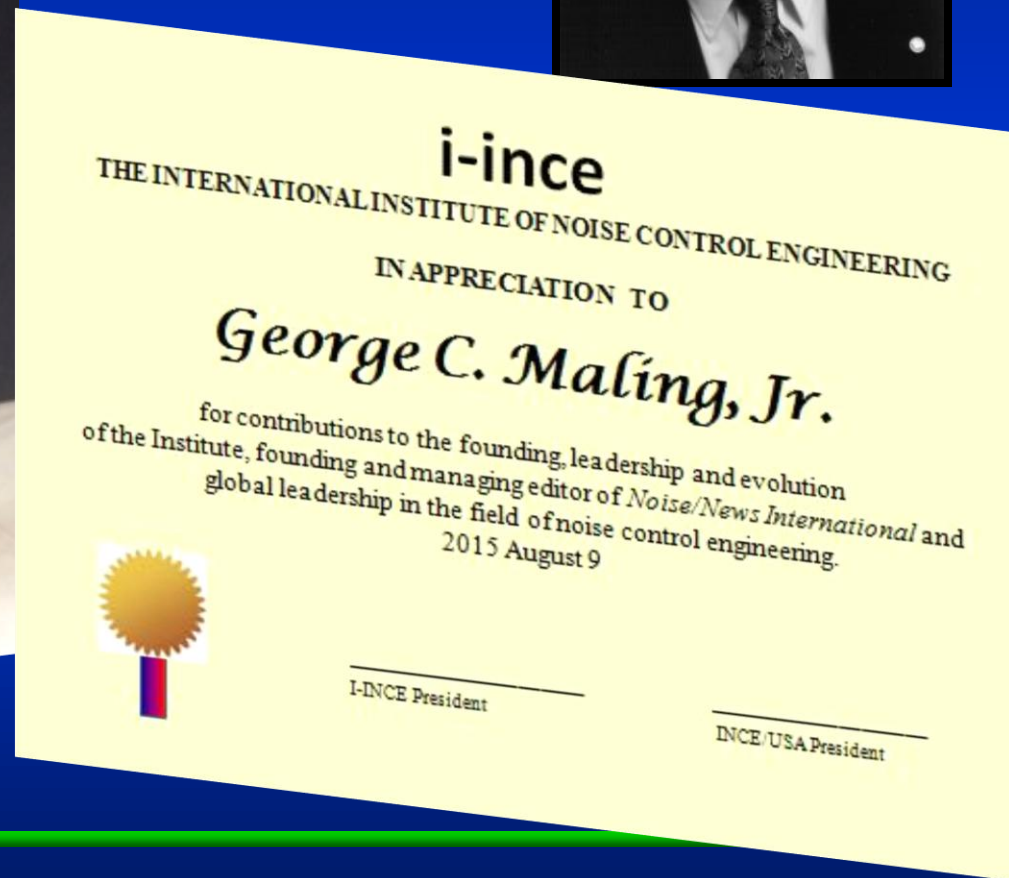 i-ince
THE INTERNATIONAL INSTITUTE OF NOISE CONTROL ENGINEERING
IN APPRECIATION TO
George C. Maling, Jr.
for contributions to the founding, leadership and evolution
of the Institute, founding and managing editor of Noise/News International and
global leadership in the field of noise control engineering.
2015 August 9
I-INCE President
INCE/USA President